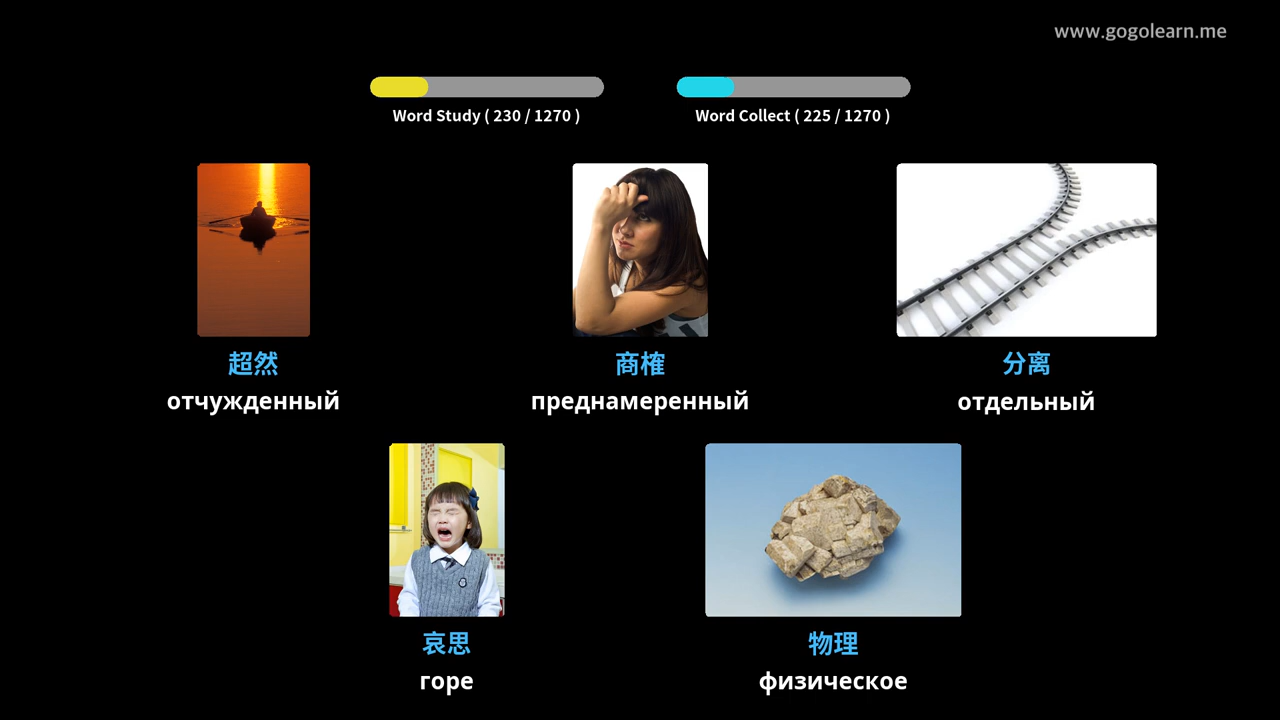 www.gogolearn.me
Word Study ( 230 / 1270 )
Word Collect ( 225 / 1270 )
超然
商榷
分离
отчужденный
преднамеренный
отдельный
哀思
物理
горе
физическое